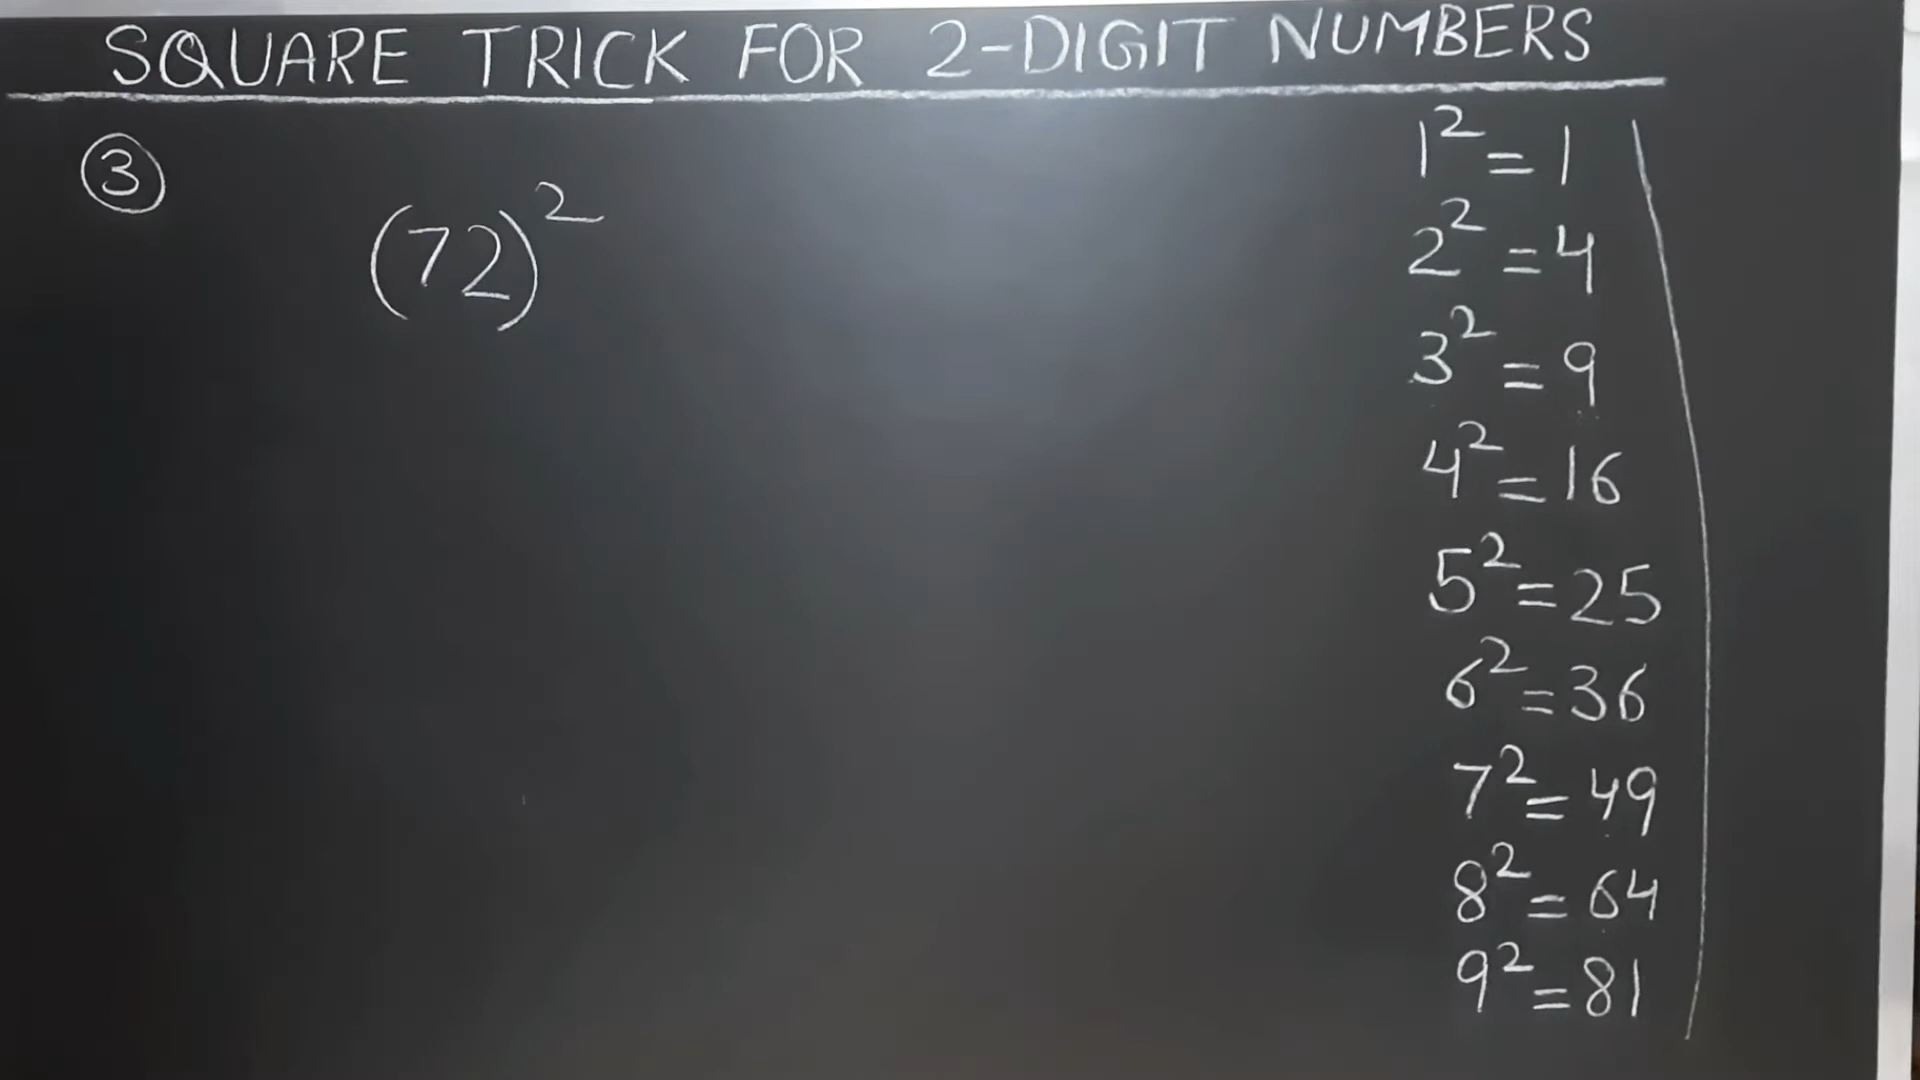 SQUARE TRICK FOR 2-DIGIT NUMBERS
③
(72)²
1² = 1
2² = 4
3² = 9
4² = 16
5² = 25
6² = 36
7² = 49
8² = 64
9² = 81